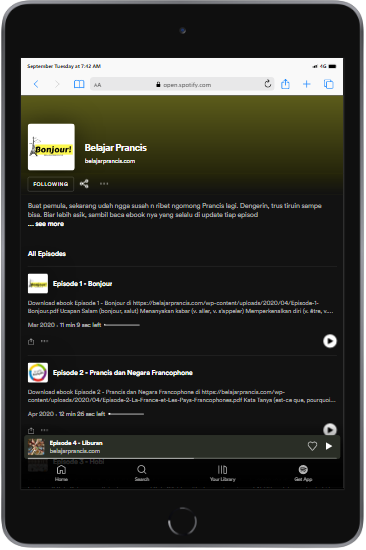 September Tuesday at 7:42 AM
4G
AA
open.spotify.com
Bonjour!
Belajar Prancis
belajarprancis.com
FOLLOWING
Buat pemula, sekarang udah ngga susah n ribet ngomong Prancis lagi. Dengerin, trus tiruin sampe
bisa. Biar lebih asik, sambil baca ebook nya yang selalu di update tiap episod
... see more
All Episodes
Bonjour!
Episode 1 - Bonjour
Download ebook Episode 1 - Bonjour di https://belajarprancis.com/wp-content/uploads/2020/04/Episode-1-
Bonjour.pdf Ucapan Salam (bonjour, salut) Menanyakan kabar (v. aller, v. s'appeler) Memperkenalkan diri (v. être, v....
Mar 2020 · 11 min 9 sec left
Episode 2 - Prancis dan Negara Francophone
Download ebook Episode 2 - Prancis dan Negara Francophone di https://belajarprancis.com/wp-
content/uploads/2020/04/Episode-2-La-France-et-Les-Pays-Francophones.pdf Kata Tanya (est-ce que, pourquoi...
Apr 2020 · 12 min 26 sec left
Episode 4 - Liburan
belajarprancis.com
Episode 3 - Hobi
Home
Search
Your Library
Get App